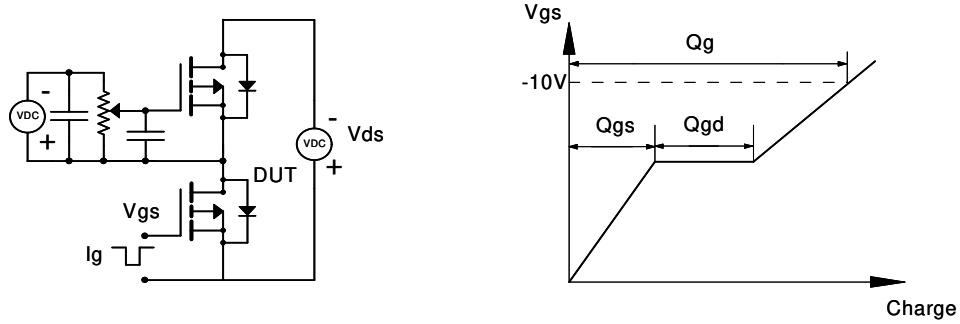 -
VDC
+
-
VDC
+
Vds
DUT
Vgs
Ig
Vgs
Qg
-10V
Qgs
Qgd
Charge